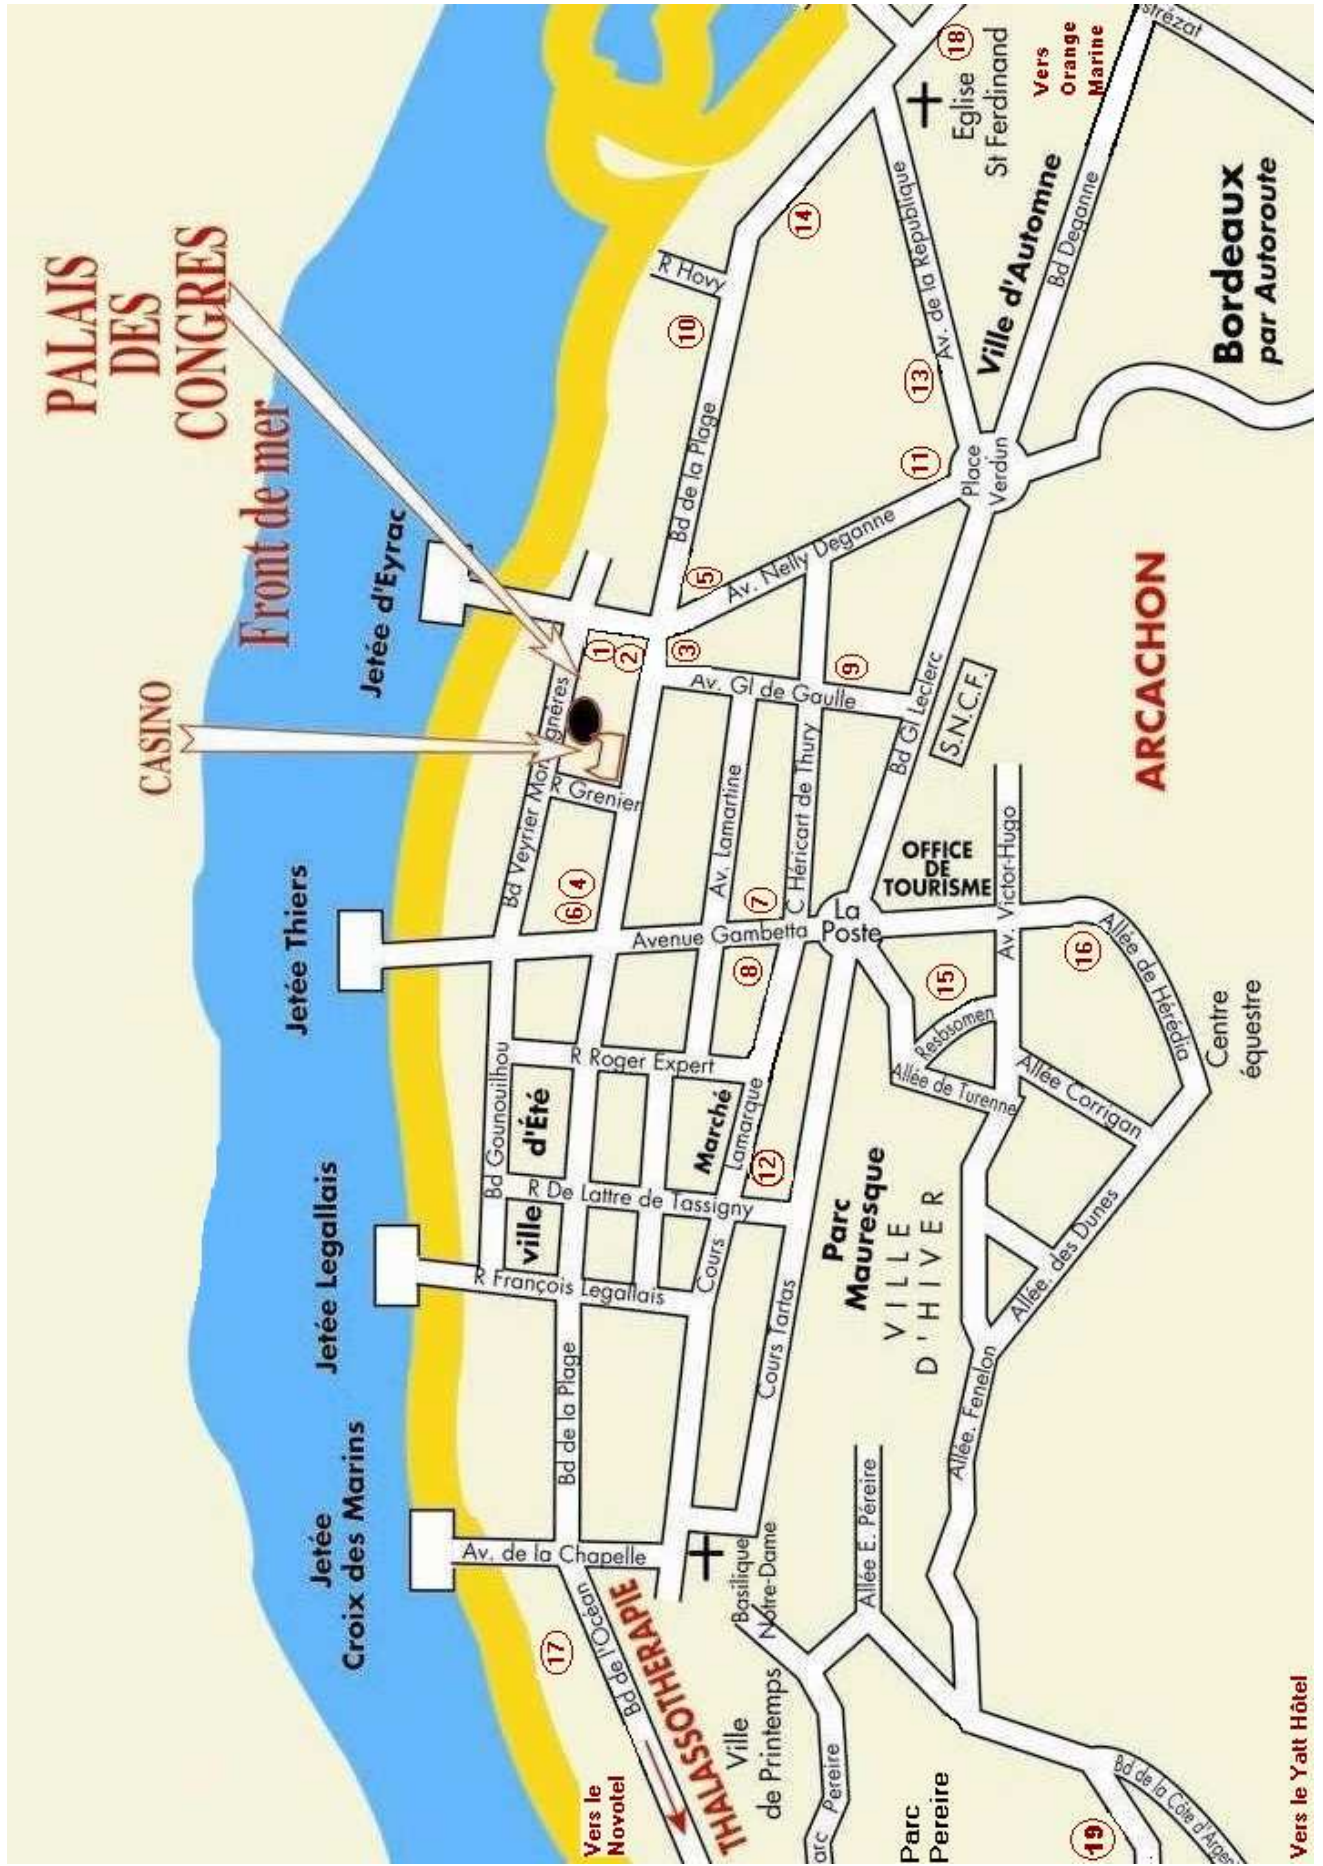 PALAIS
DES
CONGRES
Front de mer
CASINO
Jetée d'Eyrac
Jetée Thiers
Jetée Legallais
Jetée
Croix des Marins
Bd Veyrier Mon
gnères
R Grenier
1
2
3
4
5
6
7
8
9
10
11
12
13
14
15
16
17
18
19
R Hovy
Bd de la Plage
Av. Nelly Deganne
Av. Gl de Gaulle
Av. Lamartine
C Héricart de Thury
Avenue Gambetta
La
Poste
Bd Gl Leclerc
S.N.C.F.
Place
Verdun
Av. de la République
Eglise
St Ferdinand
Vers
Orange
Marine
strézat
Ville d'Automne
Bd Deganne
Bordeaux
par Autoroute
ARCACHON
OFFICE
DE
TOURISME
Av. Victor-Hugo
Allée de Hérédia
Centre
équestre
Resbsomen
Allée de Turenne
Allée Corrigan
Allée. des Dunes
Allée. Fenelon
Bd Gounouilhou
R Roger Expert
ville
d'Été
Marché
Cours
Lamarque
R De Lattre de Tassigny
R François Legallais
Bd de la Plage
Cours Tartas
Parc
Mauresque
VILLE
D'HIVER
Av. de la Chapelle
Basilique
Notre-Dame
Allée E. Péreire
Bd de l'Océan
THALASSOTHERAPIE
Ville
de Printemps
Vers le
Novotel
arc Pereire
Parc
Pereire
Bd de la Côte d'Argen
Vers le Yatt Hôtel